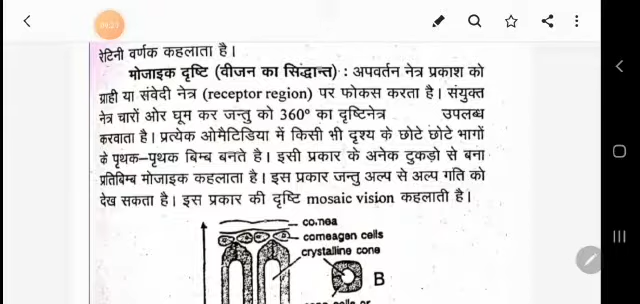 रेटिनी वर्णक कहलाता है।
मोजाइक दृष्टि (वीजन का सिद्धान्त) : अपवर्तन नेत्र प्रकाश को
ग्राही या संवेदी नेत्र (receptor region) पर फोकस करता है। संयुक्त
नेत्र चारों ओर घूम कर जन्तु को 360° का दृष्टिनेत्र उपलब्ध
करवाता है। प्रत्येक ओमैटिडिया में किसी भी दृश्य के छोटे छोटे भागों
के पृथक–पृथक बिम्ब बनते है। इसी प्रकार के अनेक टुकड़ो से बना
प्रतिबिम्ब मोजाइक कहलाता है। इस प्रकार जन्तु अल्प से अल्प गति को
देख सकता है। इस प्रकार की दृष्टि mosaic vision कहलाती है।
cornea
corneagen cells
crystalline cone
B